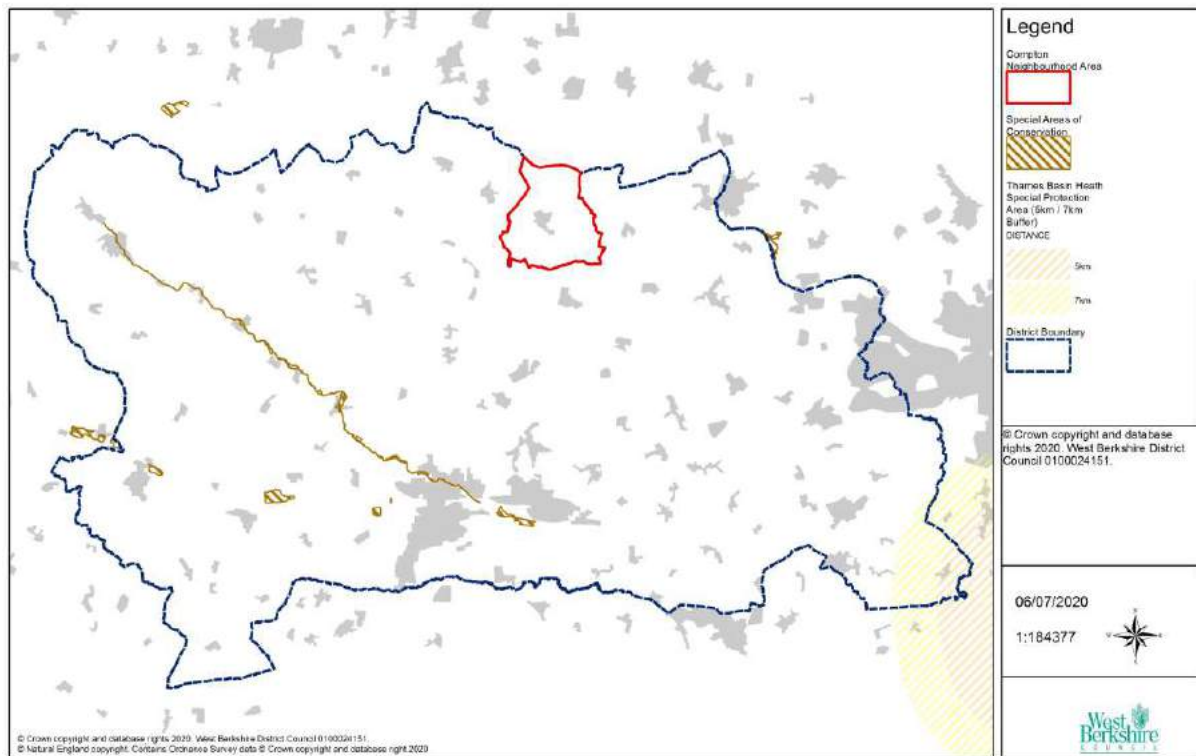 Legend
Compton
Neighbourhood Area
Special Areas of
Conservation
Thames Basin Heath
Special Protection
Area (5km / 7km
Buffer)
DISTANCE
5km
7km
District Boundary
© Crown copyright and database
rights 2020. West Berkshire District
Council 0100024151.
06/07/2020
1:184377
West
Berkshire
COUNCIL
© Crown copyright and database rights 2020. West Berkshire District Council 0100024151.
© Natural England copyright. Contains Ordnance Survey data © Crown copyright and database right 2020